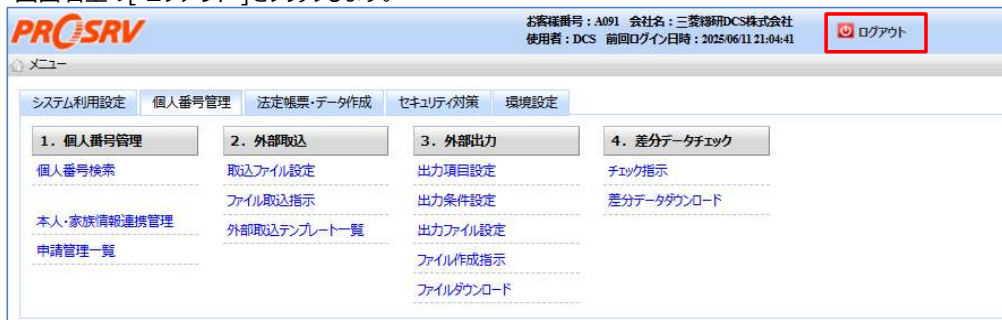 PROSRV
お客様番号：A091 会社名：三菱総研DCS株式会社
使用者：DCS 前回ログイン日時：2025/06/11 21:04:41
ログアウト
メニュー
システム利用設定 個人番号管理 法定帳票・データ作成 セキュリティ対策 環境設定
1. 個人番号管理 2. 外部取込 3. 外部出力 4. 差分データチェック
個人番号検索 取込ファイル設定 出力項目設定 チェック指示
ファイル取込指示 出力条件設定 差分データダウンロード
本人・家族情報連携管理 外部取込テンプレート一覧 出力ファイル設定
申請管理一覧 ファイル作成指示
ファイルダウンロード